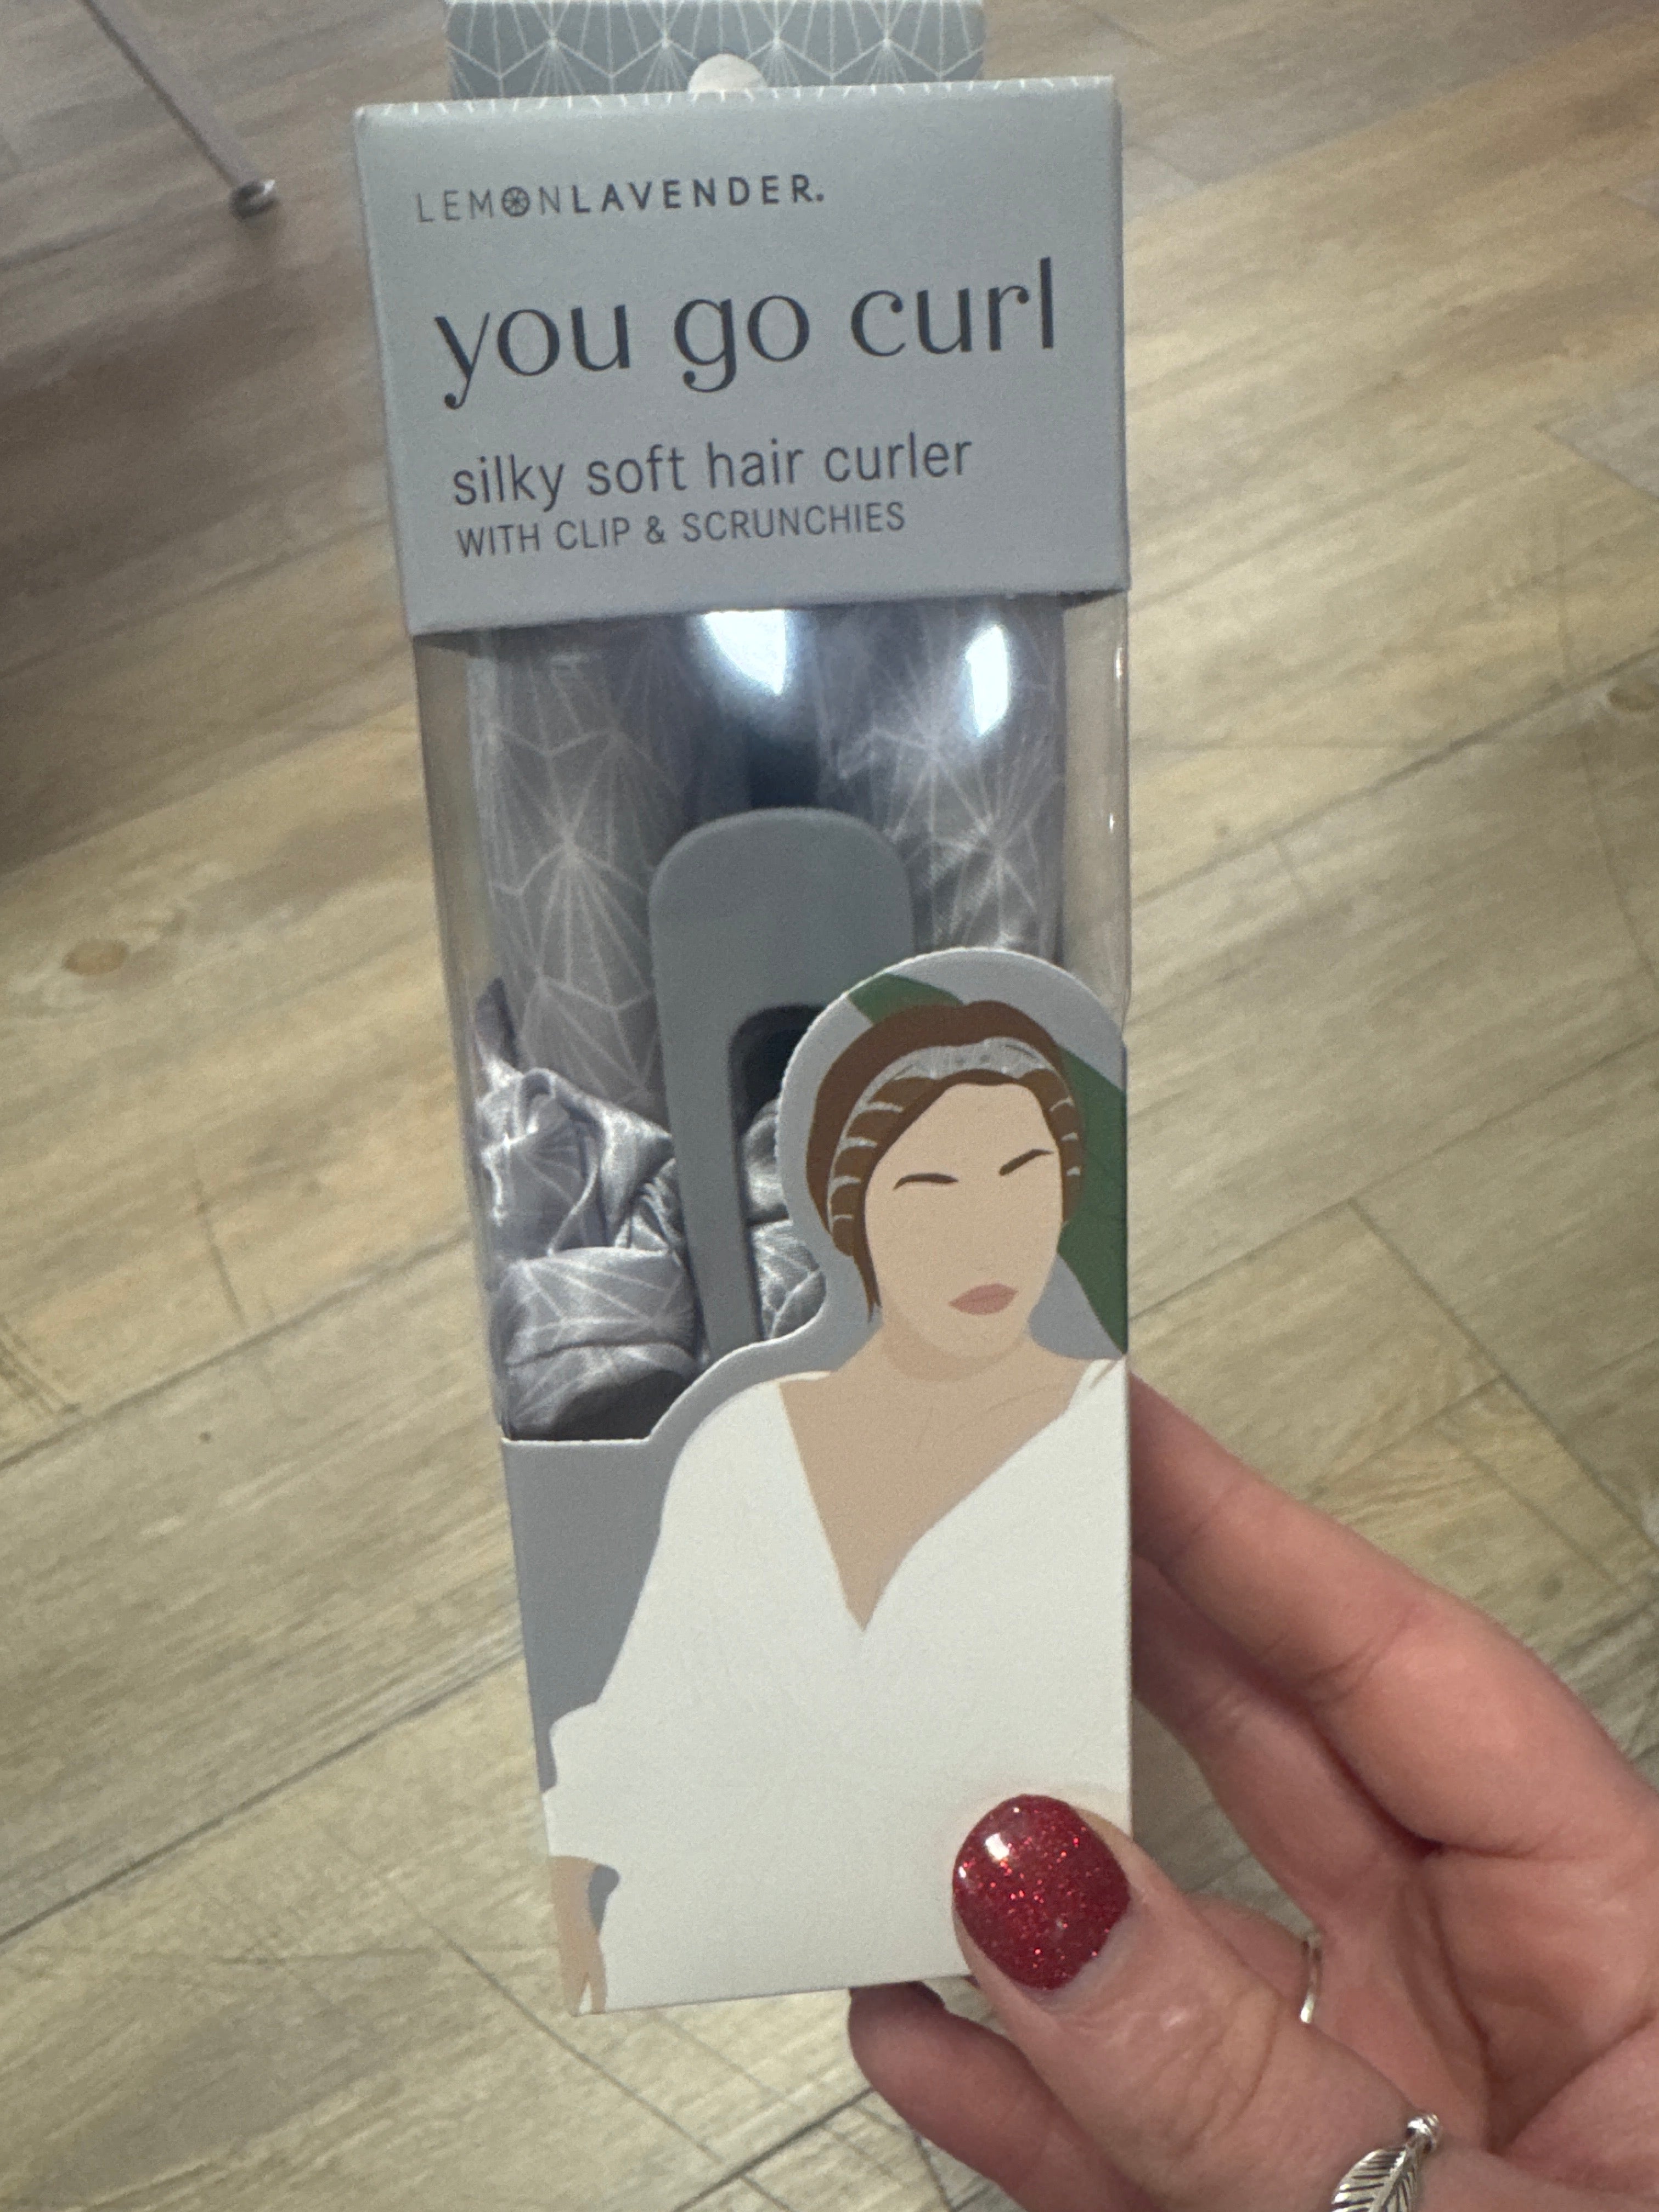 LEMONLAVENDER.
you go curl
silky soft hair curler
WITH CLIP & SCRUNCHIES